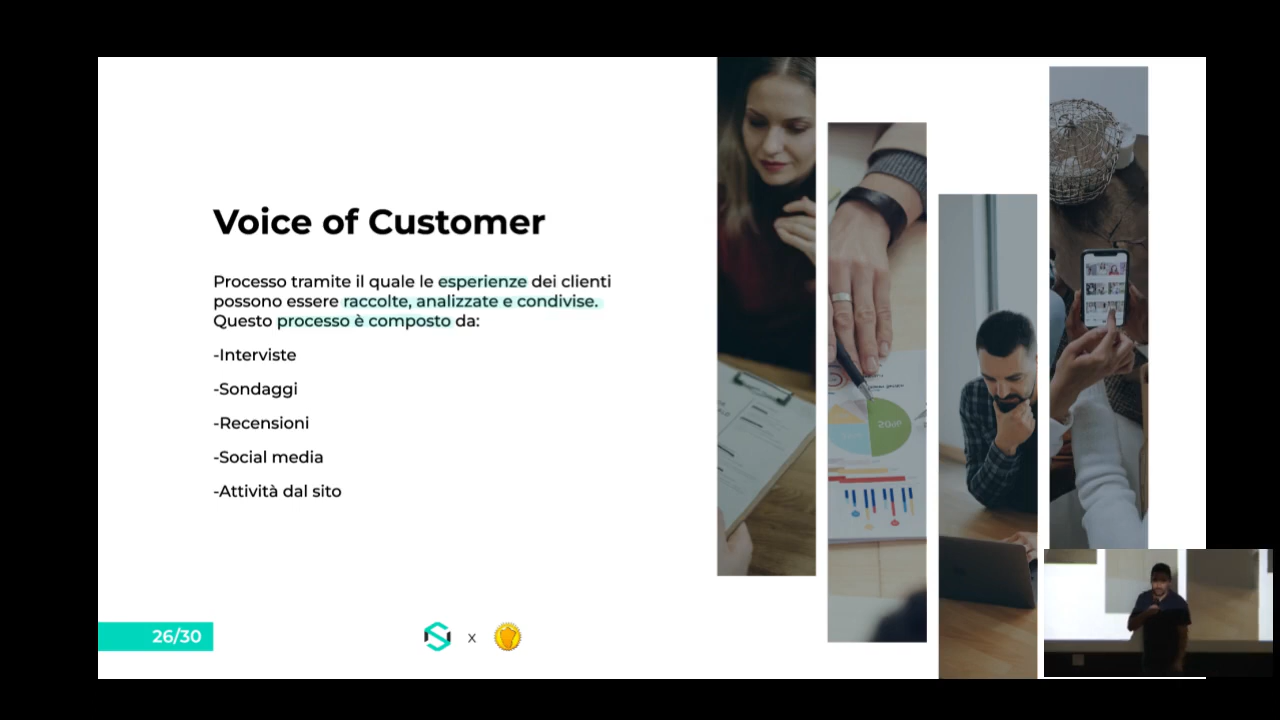 Voice of Customer
Processo tramite il quale le esperienze dei clienti
possono essere raccolte, analizzate e condivise.
Questo processo è composto da:
-Interviste
-Sondaggi
-Recensioni
-Social media
-Attività dal sito
26/30
x